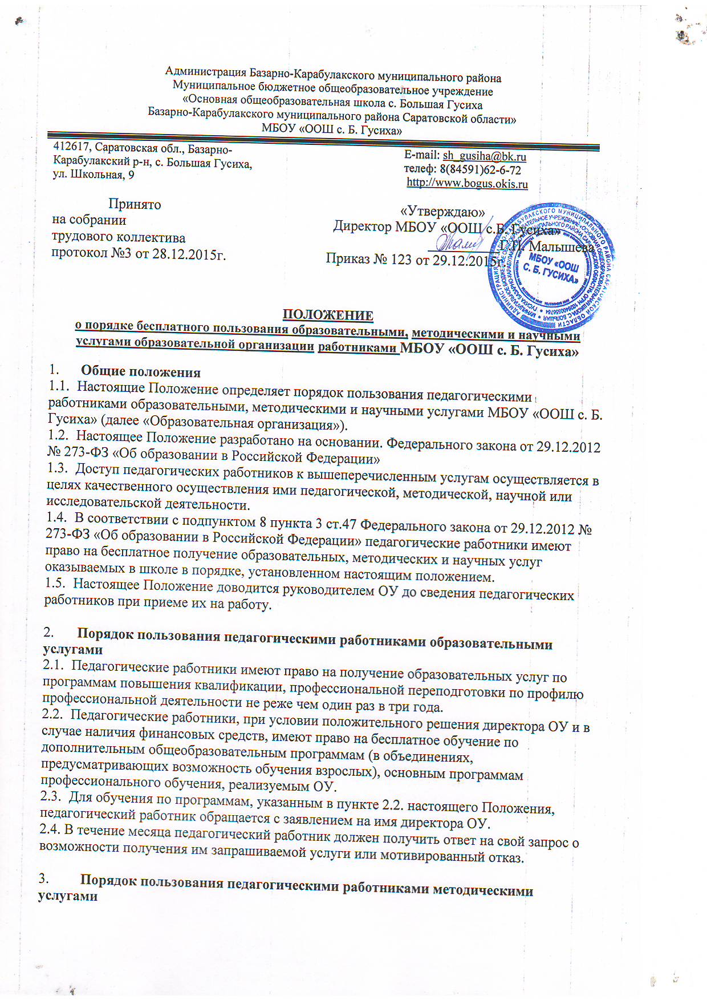 Администрация Базарно-Карабулакского муниципального района
Муниципальное бюджетное общеобразовательное учреждение
«Основная общеобразовательная школа с. Большая Гусиха
Базарно-Карабулакского муниципального района Саратовской области»
МБОУ «ООШ с. Б. Гусиха»
412617, Саратовская обл., Базарно-
Карабулакский р-н, с. Большая Гусиха,
ул. Школьная, 9
E-mail: sh_gusiha@bk.ru
телеф: 8(84591)62-6-72
http://www.bogus.okis.ru
Принято
на собрании
трудового коллектива
протокол №3 от 28.12.2015г.
«Утверждаю»
Директор МБОУ «ООШ с.Б. Гусиха»
П. Малышева
Приказ № 123 от 29.12.2015г.
МБОУ «ООШ
С. Б. ГУСИХА»
ПОЛОЖЕНИЕ
о порядке бесплатного пользования образовательными, методическими и научными
услугами образовательной организации работниками МБОУ «ООШ с. Б. Гусиха»
1. Общие положения
1.1. Настоящие Положение определяет порядок пользования педагогическими
работниками образовательными, методическими и научными услугами МБОУ «ООШ с. Б.
Гусиха» (далее «Образовательная организация»).
1.2. Настоящее Положение разработано на основании. Федерального закона от 29.12.2012
№ 273-ФЗ «Об образовании в Российской Федерации»
1.3. Доступ педагогических работников к вышеперечисленным услугам осуществляется в
целях качественного осуществления ими педагогической, методической, научной или
исследовательской деятельности.
1.4. В соответствии с подпунктом 8 пункта 3 ст.47 Федерального закона от 29.12.2012 №
273-ФЗ «Об образовании в Российской Федерации» педагогические работники имеют
право на бесплатное получение образовательных, методических и научных услуг
оказываемых в школе в порядке, установленном настоящим положением.
1.5. Настоящее Положение доводится руководителем ОУ до сведения педагогических
работников при приеме их на работу.
2. Порядок пользования педагогическими работниками образовательными
услугами
2.1. Педагогические работники имеют право на получение образовательных услуг по
программам повышения квалификации, профессиональной переподготовки по профилю
профессиональной деятельности не реже чем один раз в три года.
2.2. Педагогические работники, при условии положительного решения директора ОУ и в
случае наличия финансовых средств, имеют право на бесплатное обучение по
дополнительным общеобразовательным программам (в объединениях,
предусматривающих возможность обучения взрослых), основным программам
профессионального обучения, реализуемым ОУ.
2.3. Для обучения по программам, указанным в пункте 2.2. настоящего Положения,
педагогический работник обращается с заявлением на имя директора ОУ.
2.4. В течение месяца педагогический работник должен получить ответ на свой запрос о
возможности получения им запрашиваемой услуги или мотивированный отказ.
3. Порядок пользования педагогическими работниками методическими
услугами